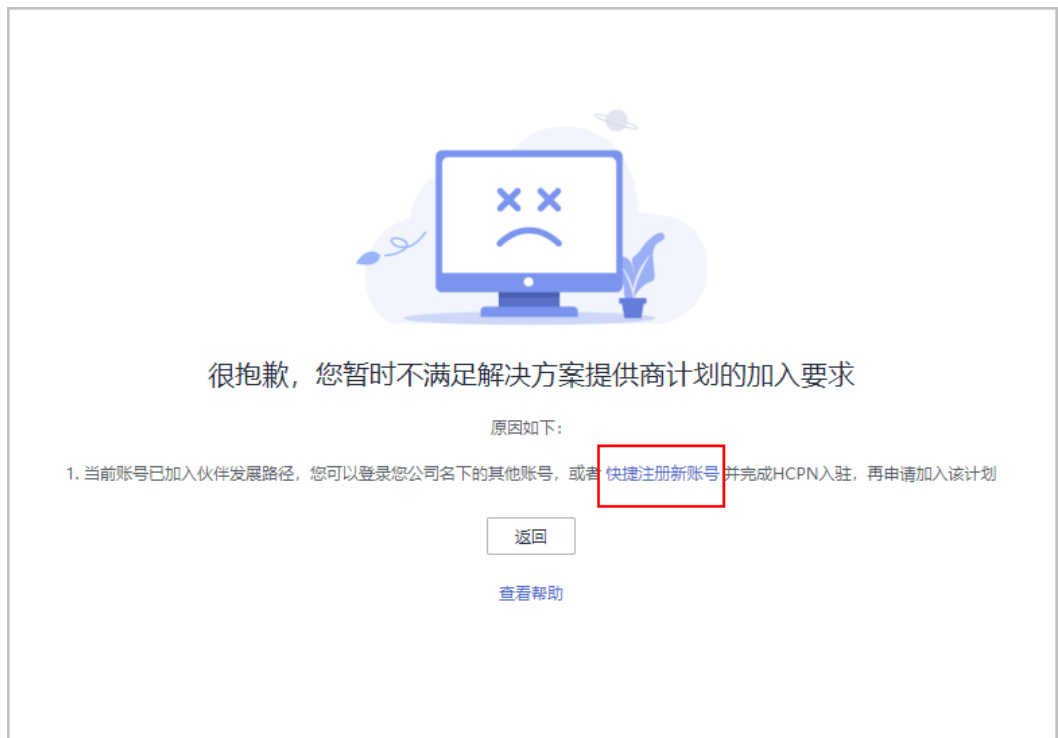 很抱歉，您暂时不满足解决方案提供商计划的加入要求
原因如下：
1. 当前账号已加入伙伴发展路径，您可以登录您公司名下的其他账号，或者 快捷注册新账号 并完成HCPN入驻，再申请加入该计划
返回
查看帮助